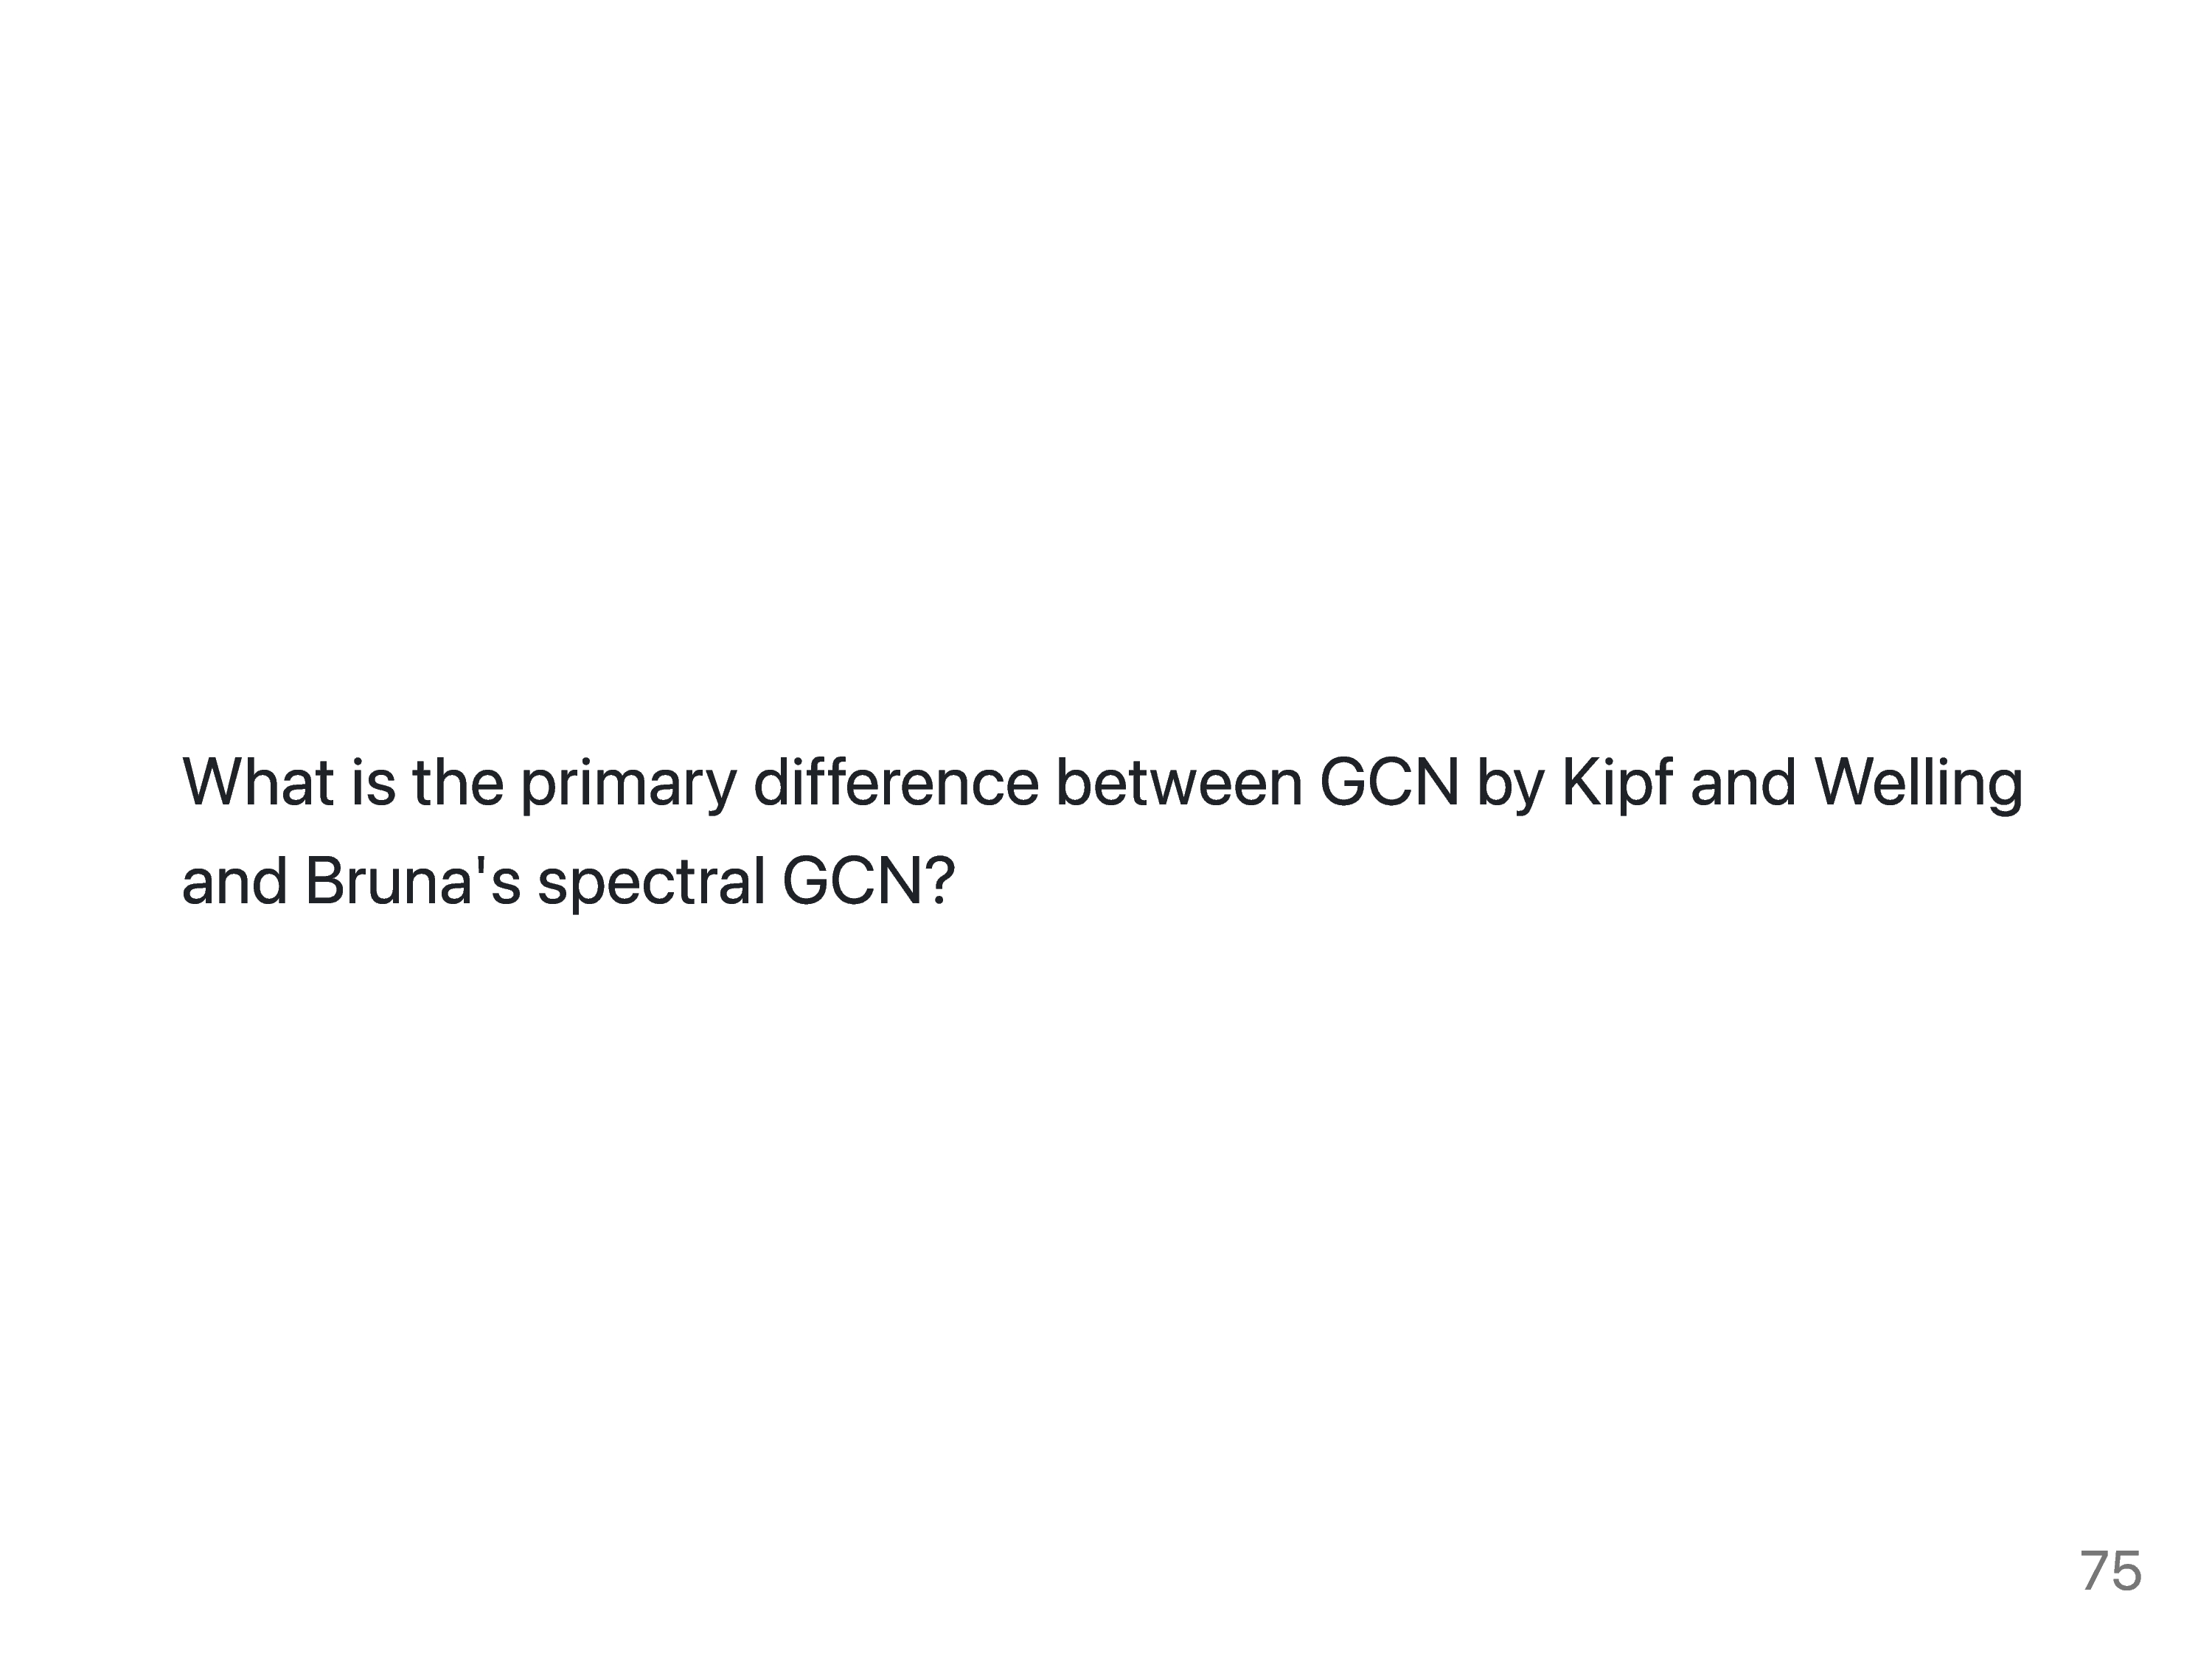 What is the primary difference between GCN by Kipf and Welling
and Bruna's spectral GCN?
75